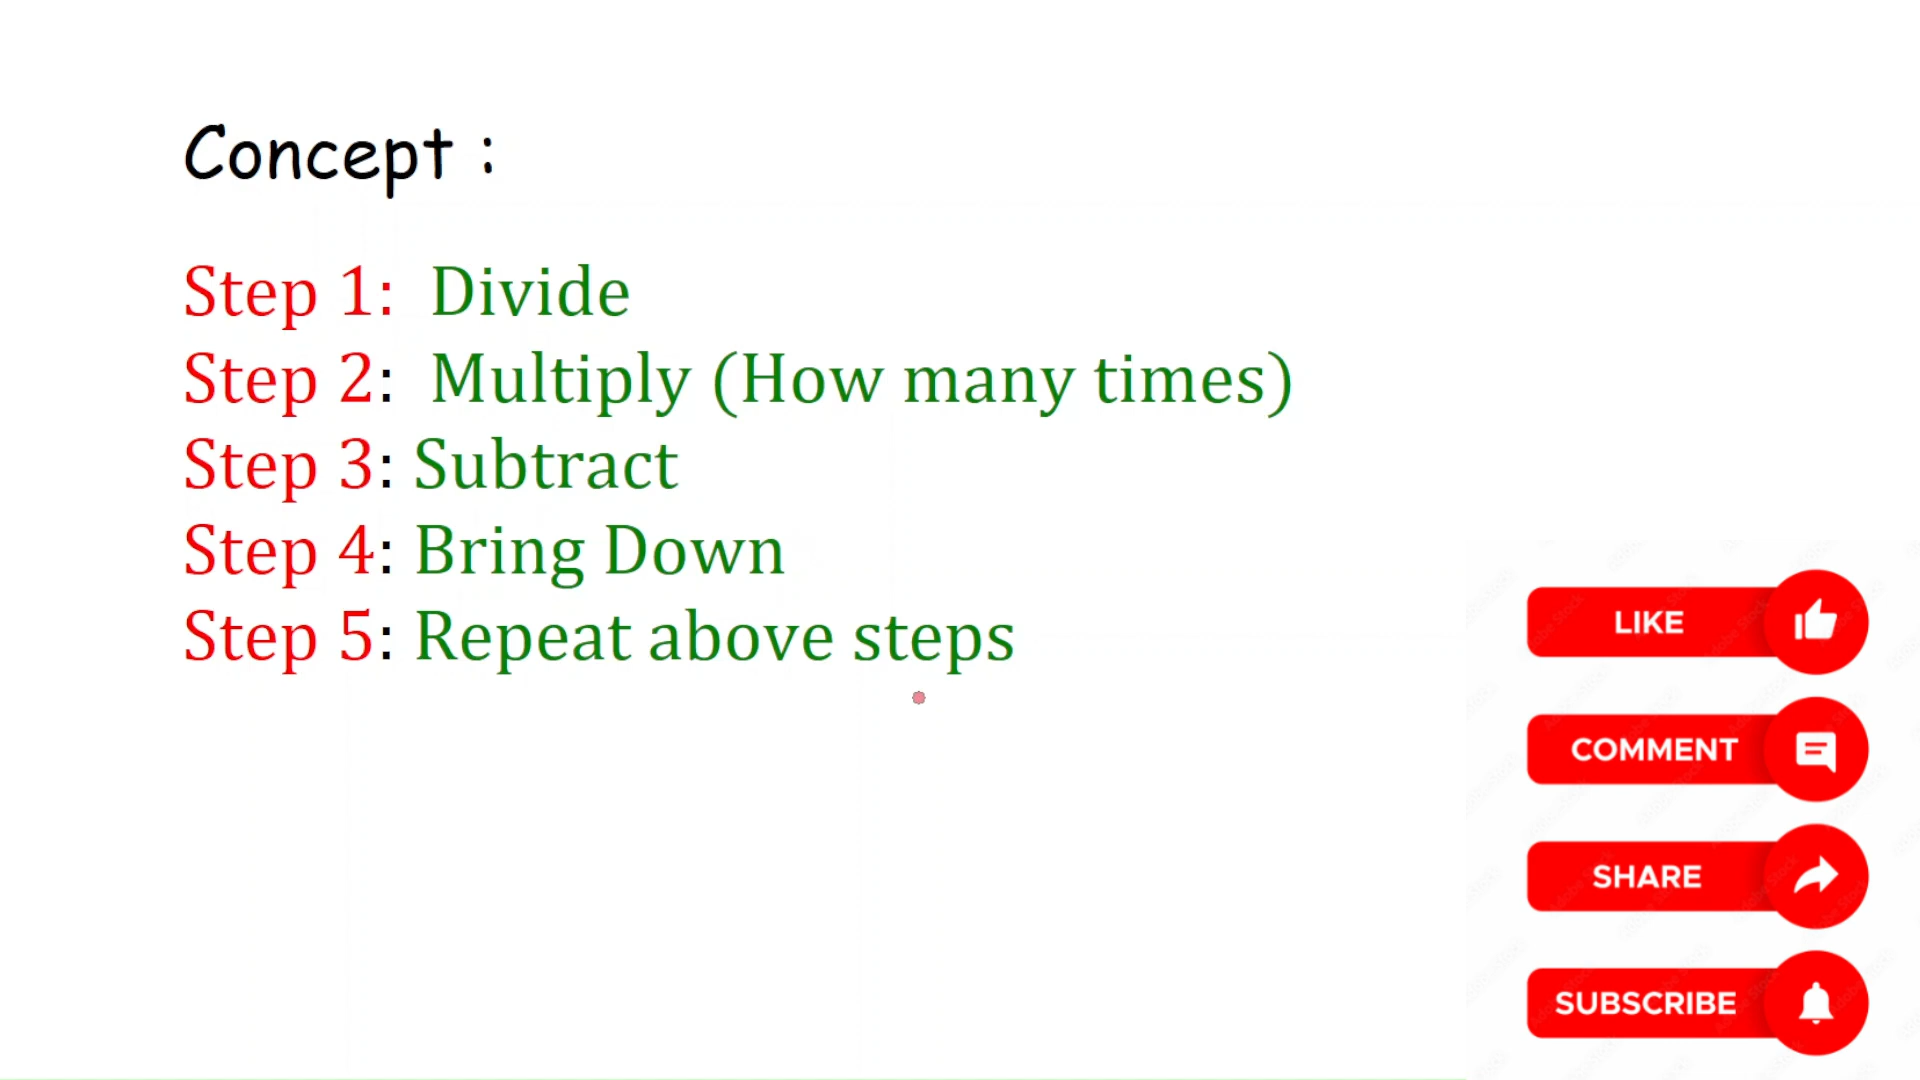 Concept :
Step 1: Divide
Step 2: Multiply (How many times)
Step 3: Subtract
Step 4: Bring Down
Step 5: Repeat above steps
LIKE
COMMENT
SHARE
SUBSCRIBE